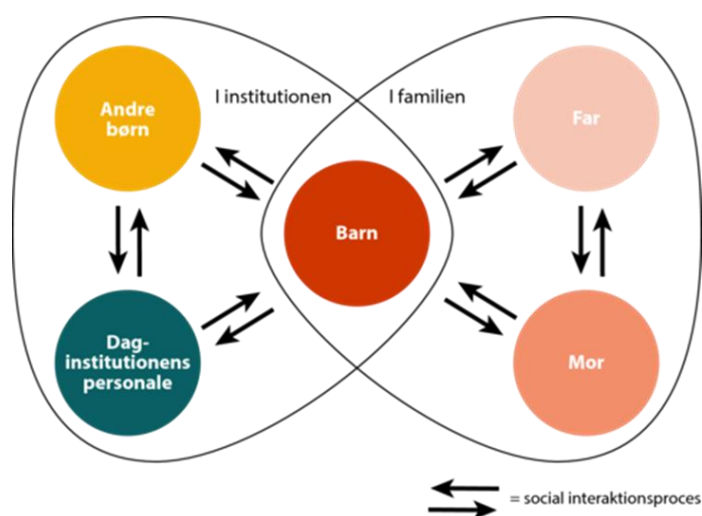 I institutionen
I familien
Andre
børn
Far
Barn
Dag-
institutionens
personale
Mor
= social interaktionsproces